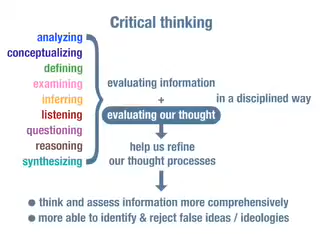 Critical thinking
analyzing
conceptualizing
defining
examining
inferring
listening
questioning
reasoning
synthesizing
evaluating information
+
in a disciplined way
evaluating our thought
help us refine
our thought processes
● think and assess information more comprehensively
● more able to identify & reject false ideas / ideologies